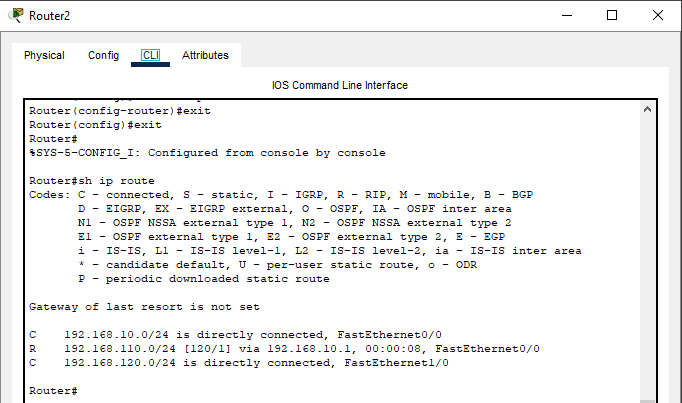 Router2
Physical Config CLI Attributes
IOS Command Line Interface
Router(config-router)#exit
Router(config)#exit
Router#
%SYS-5-CONFIG_I: Configured from console by console
Router#sh ip route
Codes: C - connected, S - static, I - IGRP, R - RIP, M - mobile, B - BGP
D - EIGRP, EX - EIGRP external, O - OSPF, IA - OSPF inter area
N1 - OSPF NSSA external type 1, N2 - OSPF NSSA external type 2
E1 - OSPF external type 1, E2 - OSPF external type 2, E - EGP
i - IS-IS, L1 - IS-IS level-1, L2 - IS-IS level-2, ia - IS-IS inter area
* - candidate default, U - per-user static route, o - ODR
P - periodic downloaded static route
Gateway of last resort is not set
C 192.168.10.0/24 is directly connected, FastEthernet0/0
R 192.168.110.0/24 [120/1] via 192.168.10.1, 00:00:08, FastEthernet0/0
C 192.168.120.0/24 is directly connected, FastEthernet1/0
Router#